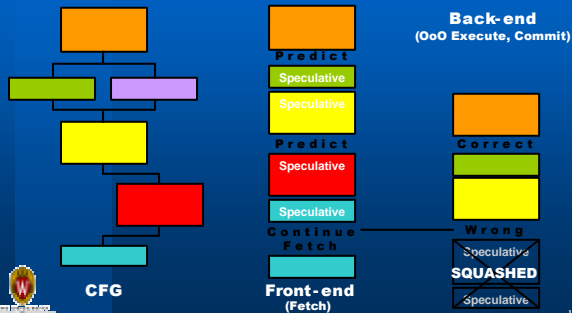 Back-end
(OoO Execute, Commit)
Predict
Speculative
Speculative
Predict
Correct
Speculative
Speculative
Continue
Fetch
Wrong
Speculative
SQUASHED
Speculative
W
CFG
Front-end
(Fetch)